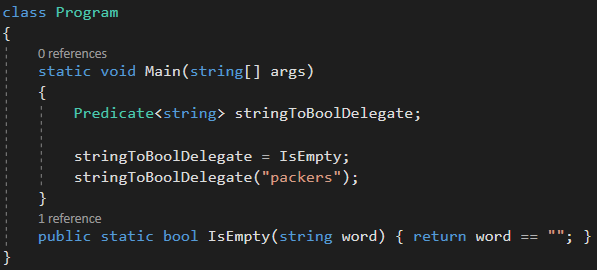 class Program
{
0 references
static void Main(string[] args)
{
Predicate<string> stringToBoolDelegate;
stringToBoolDelegate = IsEmpty;
stringToBoolDelegate("packers");
}
1 reference
public static bool IsEmpty(string word) { return word == ""; }
}